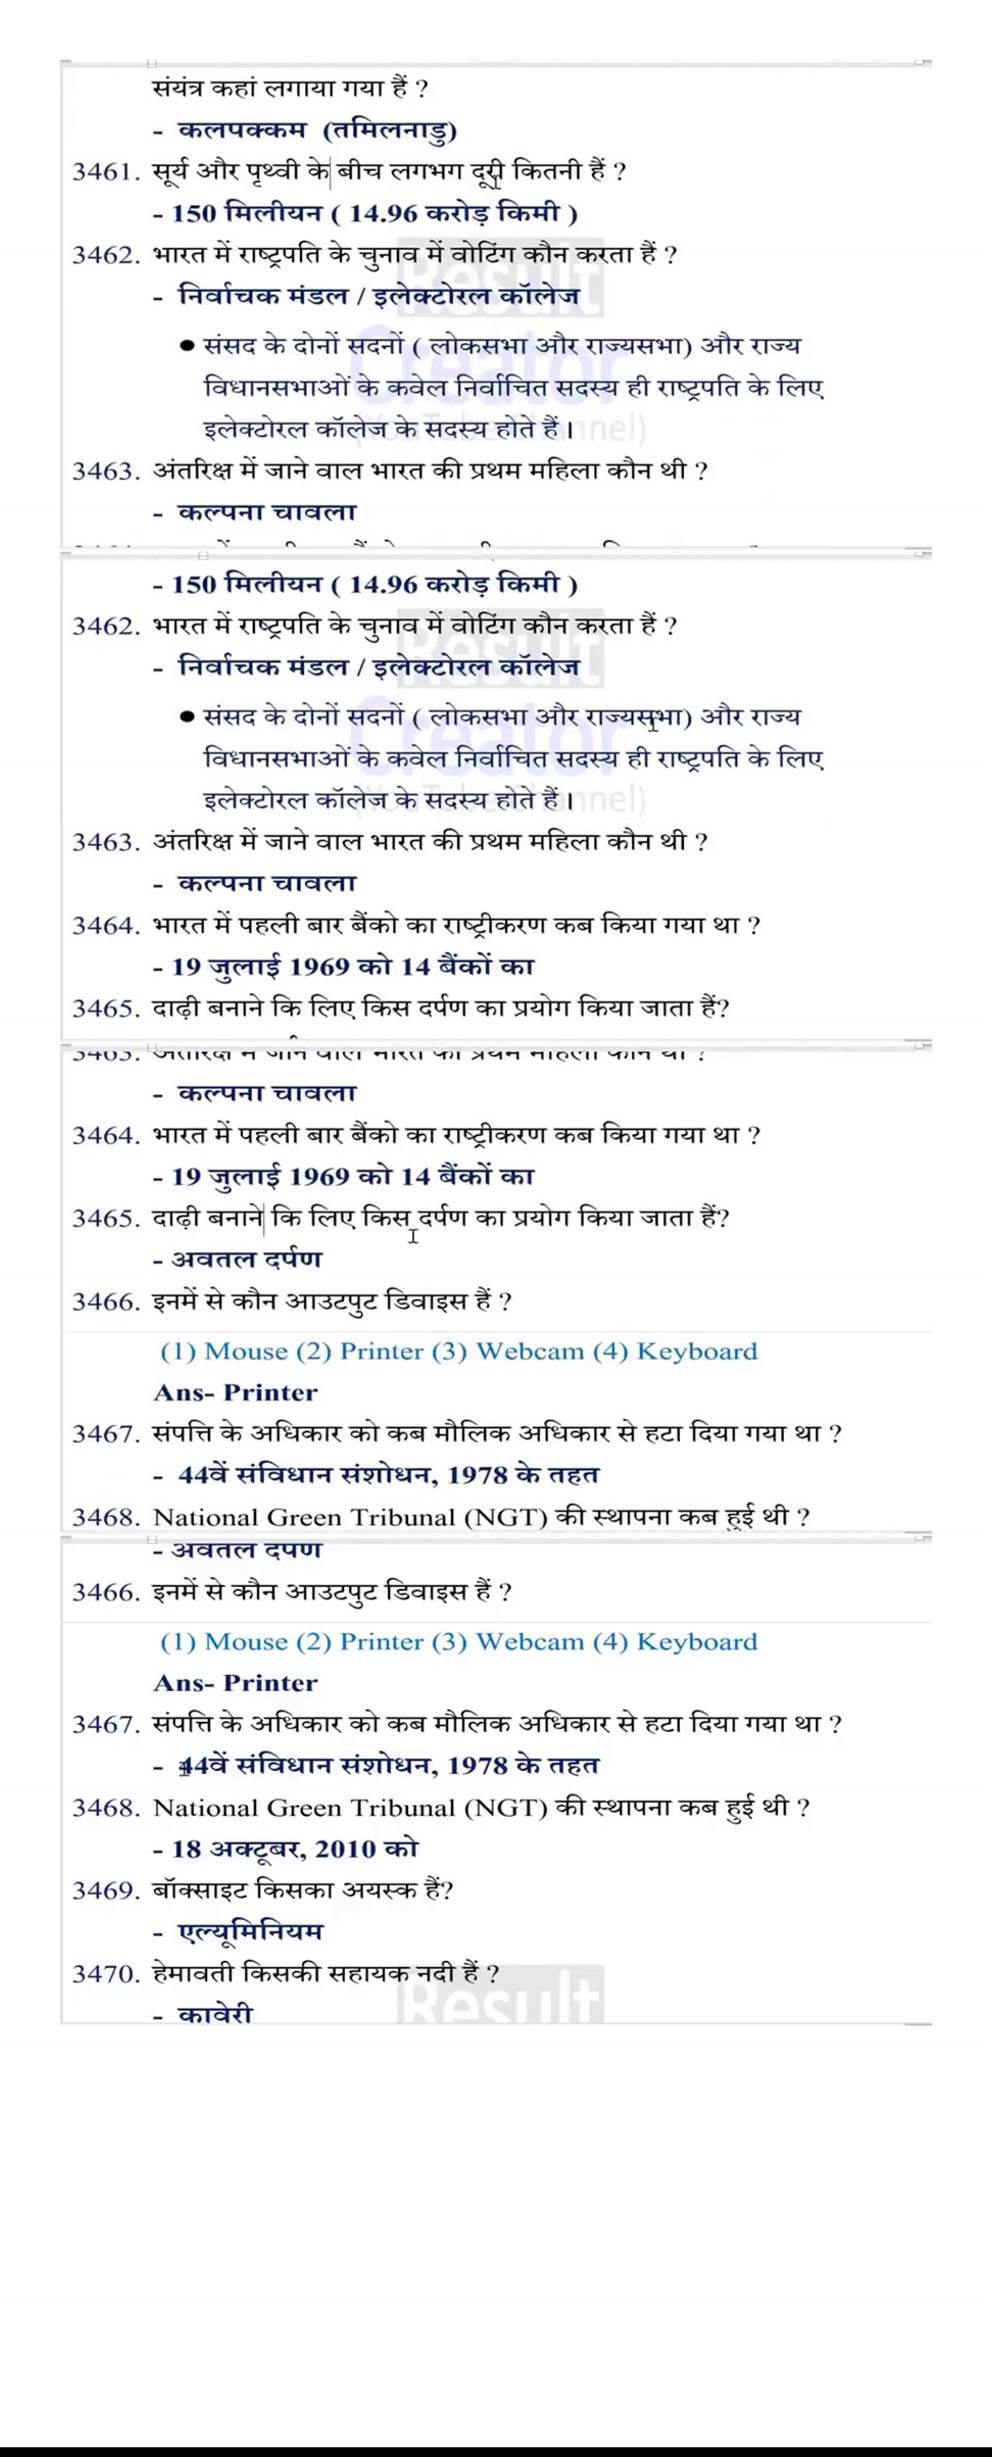 संयंत्र कहां लगाया गया हैं ?
- कलपक्कम (तमिलनाडु)
3461. सूर्य और पृथ्वी के बीच लगभग दूरी कितनी हैं ?
- 150 मिलीयन ( 14.96 करोड़ किमी )
3462. भारत में राष्ट्रपति के चुनाव में वोटिंग कौन करता हैं ?
- निर्वाचक मंडल / इलेक्टोरल कॉलेज
● संसद के दोनों सदनों ( लोकसभा और राज्यसभा) और राज्य
विधानसभाओं के कवेल निर्वाचित सदस्य ही राष्ट्रपति के लिए
इलेक्टोरल कॉलेज के सदस्य होते हैं।
3463. अंतरिक्ष में जाने वाल भारत की प्रथम महिला कौन थी ?
- कल्पना चावला
- 150 मिलीयन ( 14.96 करोड़ किमी )
3462. भारत में राष्ट्रपति के चुनाव में वोटिंग कौन करता हैं ?
- निर्वाचक मंडल / इलेक्टोरल कॉलेज
● संसद के दोनों सदनों ( लोकसभा और राज्यसभा) और राज्य
विधानसभाओं के कवेल निर्वाचित सदस्य ही राष्ट्रपति के लिए
इलेक्टोरल कॉलेज के सदस्य होते हैं।
3463. अंतरिक्ष में जाने वाल भारत की प्रथम महिला कौन थी ?
- कल्पना चावला
3464. भारत में पहली बार बैंको का राष्ट्रीकरण कब किया गया था ?
- 19 जुलाई 1969 को 14 बैंकों का
3465. दाढ़ी बनाने कि लिए किस दर्पण का प्रयोग किया जाता हैं?
3463. अंतरिक्ष में जाने वाल भारत की प्रथम महिला कौन थी ?
- कल्पना चावला
3464. भारत में पहली बार बैंको का राष्ट्रीकरण कब किया गया था ?
- 19 जुलाई 1969 को 14 बैंकों का
3465. दाढ़ी बनाने कि लिए किस दर्पण का प्रयोग किया जाता हैं?
- अवतल दर्पण
3466. इनमें से कौन आउटपुट डिवाइस हैं ?
(1) Mouse (2) Printer (3) Webcam (4) Keyboard
Ans- Printer
3467. संपत्ति के अधिकार को कब मौलिक अधिकार से हटा दिया गया था ?
- 44वें संविधान संशोधन, 1978 के तहत
3468. National Green Tribunal (NGT) की स्थापना कब हुई थी ?
- अवतल दर्पण
3466. इनमें से कौन आउटपुट डिवाइस हैं ?
(1) Mouse (2) Printer (3) Webcam (4) Keyboard
Ans- Printer
3467. संपत्ति के अधिकार को कब मौलिक अधिकार से हटा दिया गया था ?
- 44वें संविधान संशोधन, 1978 के तहत
3468. National Green Tribunal (NGT) की स्थापना कब हुई थी ?
- 18 अक्टूबर, 2010 को
3469. बॉक्साइट किसका अयस्क हैं?
- एल्यूमिनियम
3470. हेमावती किसकी सहायक नदी हैं ?
- कावेरी